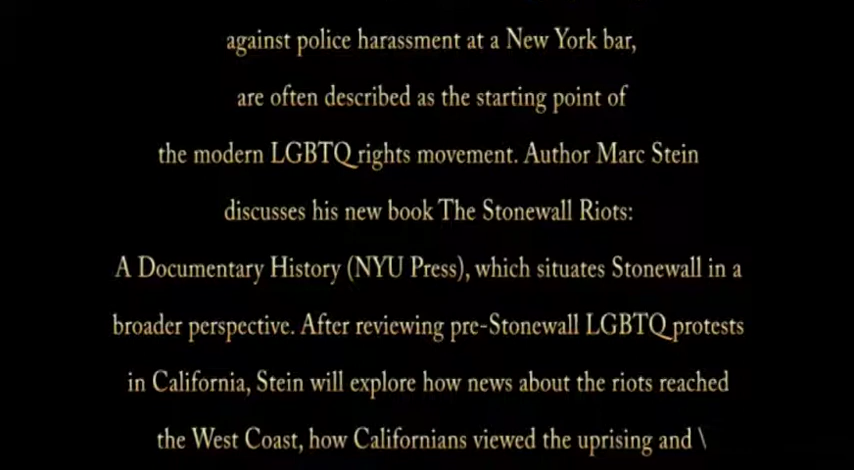 against police harassment at a New York bar,
are often described as the starting point of
the modern LGBTQ rights movement. Author Marc Stein
discusses his new book The Stonewall Riots:
A Documentary History (NYU Press), which situates Stonewall in a
broader perspective. After reviewing pre-Stonewall LGBTQ protests
in California, Stein will explore how news about the riots reached
the West Coast, how Californians viewed the uprising and \